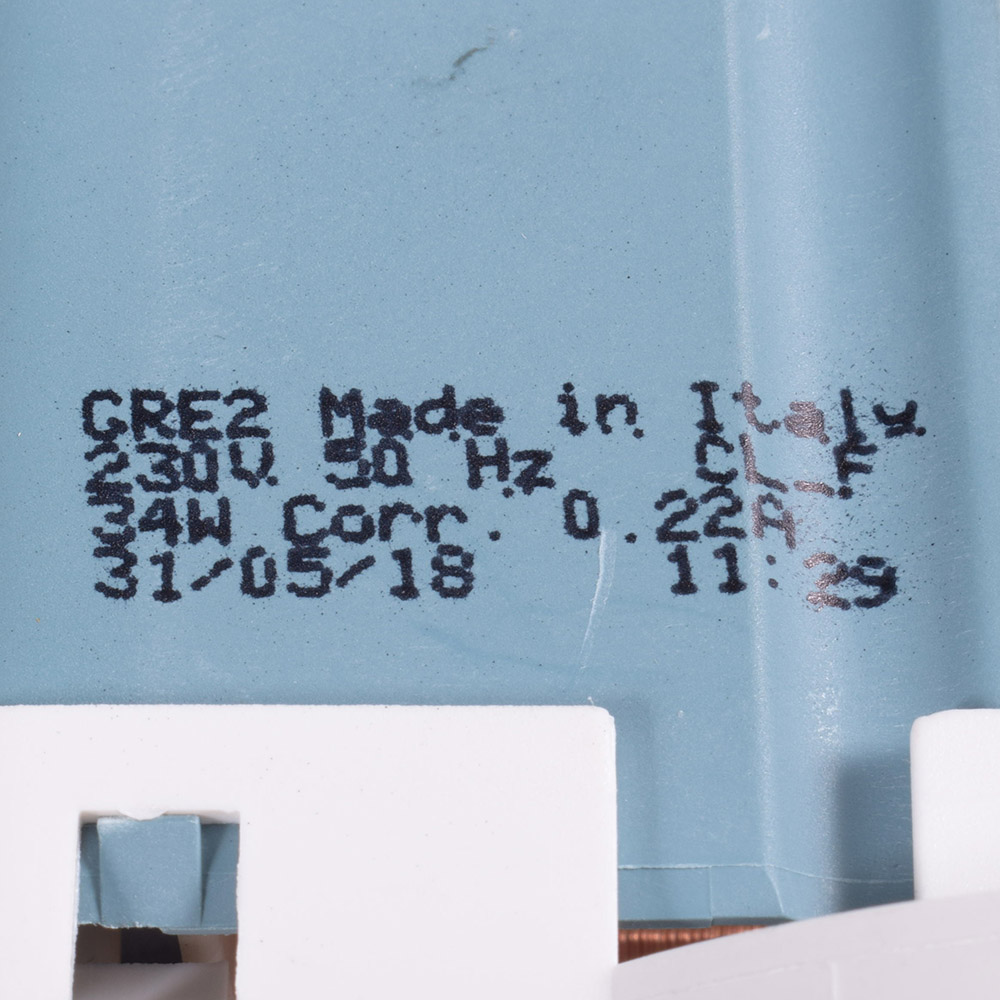 GRE2 Made in Italy
230V 50 Hz Cl. F
34W Corr. 0.22A
31/05/18 11:29